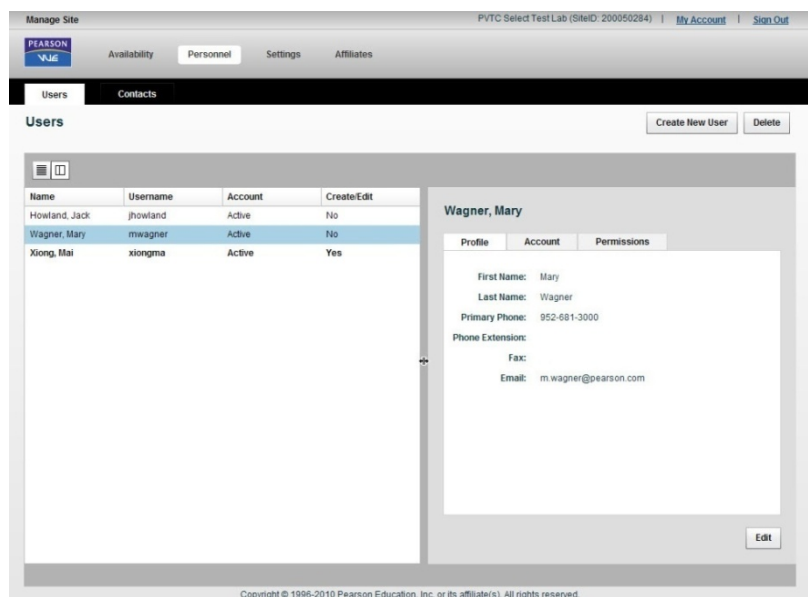 Manage Site PVTC Select Test Lab (SiteID: 200050284) | My Account | Sign Out
PEARSON
VUE
Availability Personnel Settings Affiliates
Users Contacts
Users Create New User Delete
Name Username Account Create/Edit
Howland, Jack jhowland Active No
Wagner, Mary mwagner Active No
Xiong, Mai xiongma Active Yes
Wagner, Mary
Profile Account Permissions
First Name: Mary
Last Name: Wagner
Primary Phone: 952-681-3000
Phone Extension:
Fax:
Email: m.wagner@pearson.com
Edit
Copyright © 1996-2010 Pearson Education, Inc. or its affiliate(s). All rights reserved.